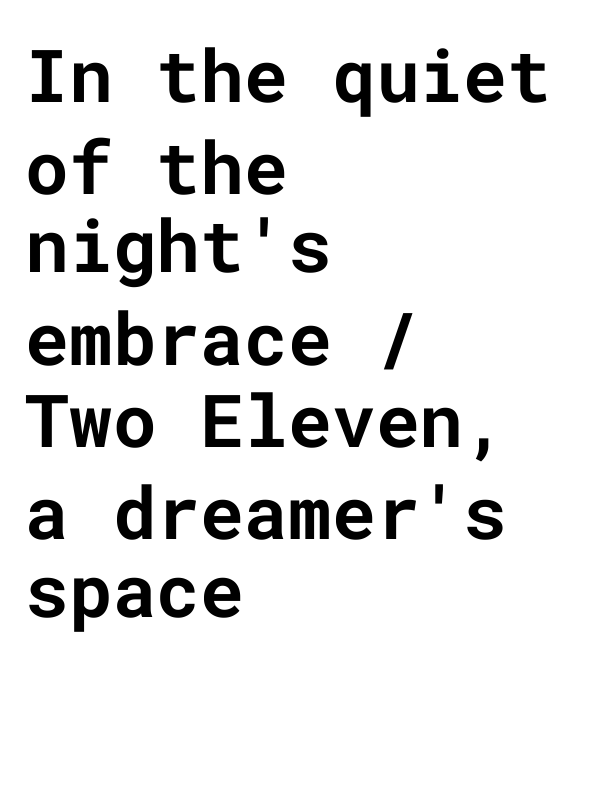 In the quiet
of the
night's
embrace /
Two Eleven,
a dreamer's
space